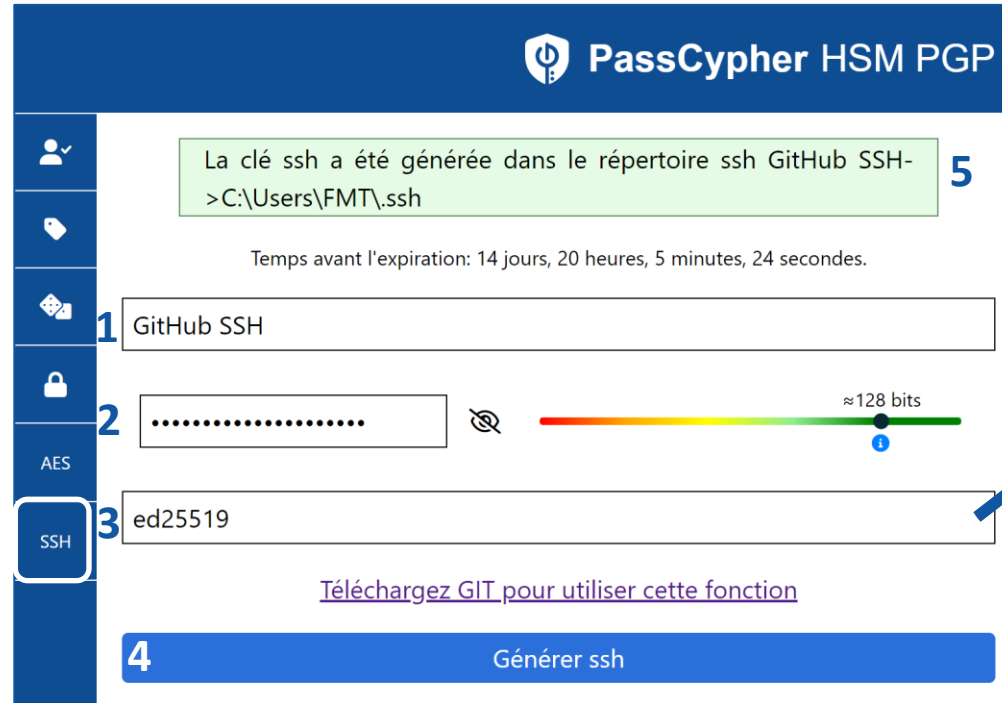 PassCypher HSM PGP
La clé ssh a été générée dans le répertoire ssh GitHub SSH-
>C:\Users\FMT\.ssh
5
Temps avant l'expiration: 14 jours, 20 heures, 5 minutes, 24 secondes.
1
GitHub SSH
≈128 bits
2
AES
3
ed25519
SSH
Téléchargez GIT pour utiliser cette fonction
4
Générer ssh